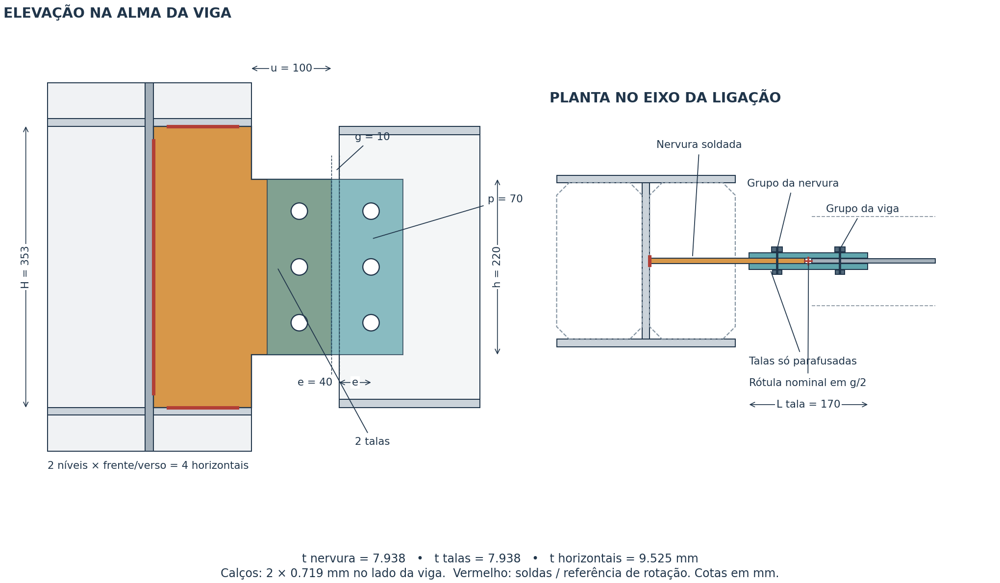 ELEVAÇÃO NA ALMA DA VIGA
u = 100
g = 10
p = 70
H = 353
h = 220
e = 40
e
2 talas
2 níveis × frente/verso = 4 horizontais
PLANTA NO EIXO DA LIGAÇÃO
Nervura soldada
Grupo da nervura
Grupo da viga
Talas só parafusadas
Rótula nominal em g/2
L tala = 170
t nervura = 7.938 • t talas = 7.938 • t horizontais = 9.525 mm
Calços: 2 × 0.719 mm no lado da viga. Vermelho: soldas / referência de rotação. Cotas em mm.